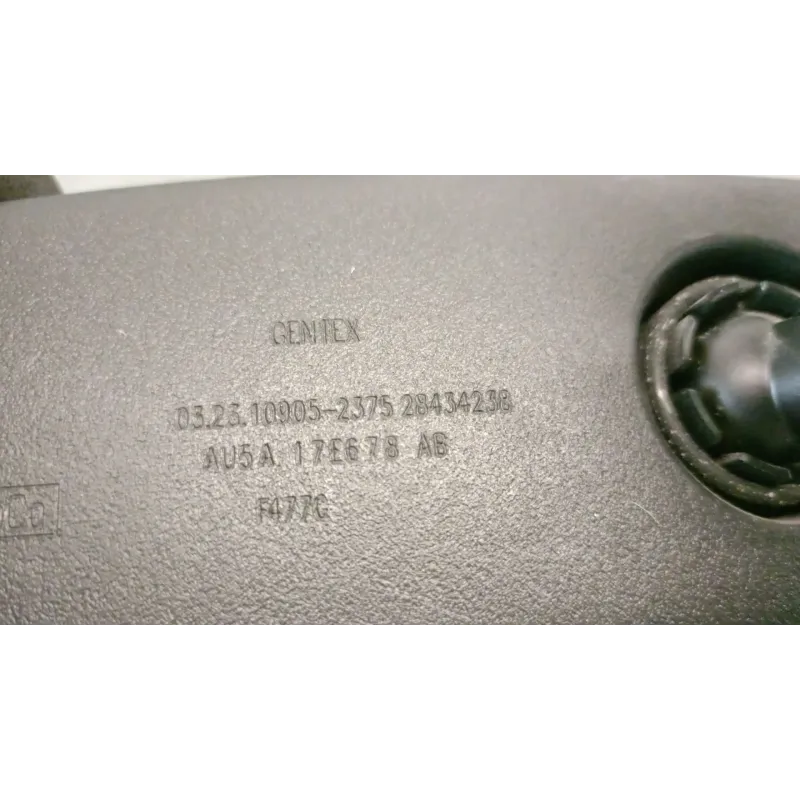 GENTEX
03.23.10905-2375 28434238
AU5A 17E678 AB
F477C